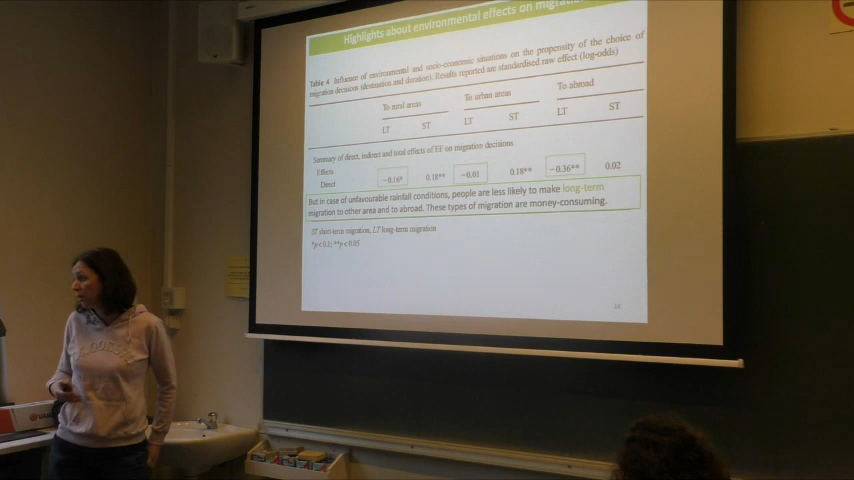 Highlights about environmental effects on migration
Table 4 Influence of environmental and socio-economic situations on the propensity of the choice of
migration decisions (destination and duration). Results reported are standardised raw effect (log-odds)
To rural areas To urban areas To abroad
LT ST LT ST LT ST
Summary of direct, indirect and total effects of EF on migration decisions
Effects
Direct −0.16* 0.18** −0.01 0.18** −0.36** 0.02
But in case of unfavourable rainfall conditions, people are less likely to make long-term
migration to other area and to abroad. These types of migration are money-consuming.
ST short-term migration, LT long-term migration
*p<0.1; **p<0.05